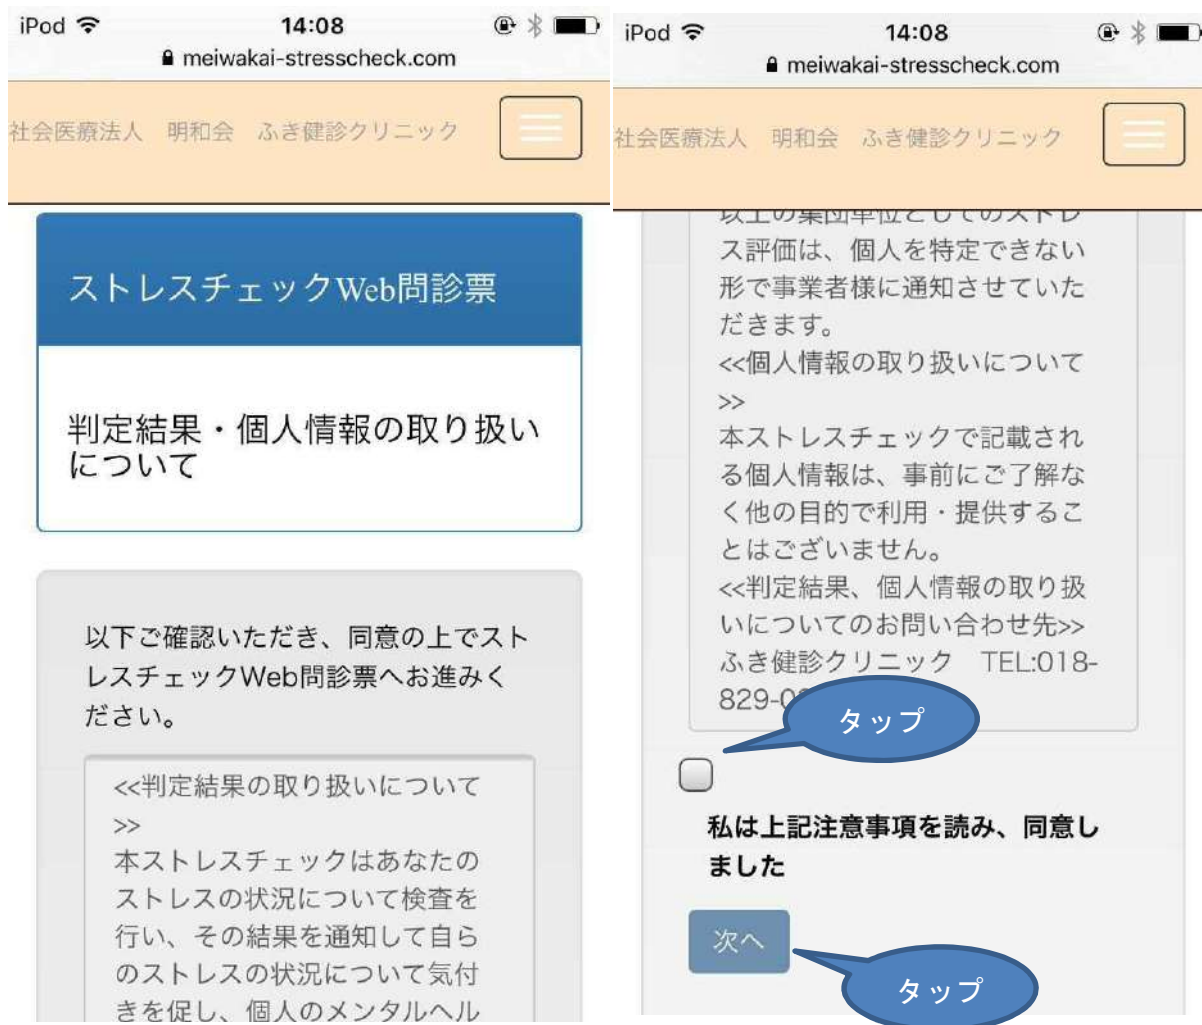 iPod 14:08
meiwakai-stresscheck.com
社会医療法人　明和会　ふき健診クリニック
ストレスチェックWeb問診票
判定結果・個人情報の取り扱い
について
以下ご確認いただき、同意の上でスト
レスチェックWeb問診票へお進みく
ださい。
<<判定結果の取り扱いについて
>>
本ストレスチェックはあなたの
ストレスの状況について検査を
行い、その結果を通知して自ら
のストレスの状況について気付
きを促し、個人のメンタルヘル
iPod 14:08
meiwakai-stresscheck.com
社会医療法人　明和会　ふき健診クリニック
以上の集団単位としてのストレ
ス評価は、個人を特定できない
形で事業者様に通知させていた
だきます。
<<個人情報の取り扱いについて
>>
本ストレスチェックで記載され
る個人情報は、事前にご了解な
く他の目的で利用・提供するこ
とはございません。
<<判定結果、個人情報の取り扱
いについてのお問い合わせ先>>
ふき健診クリニック　TEL:018-
829-0
タップ
私は上記注意事項を読み、同意し
ました
次へ
タップ